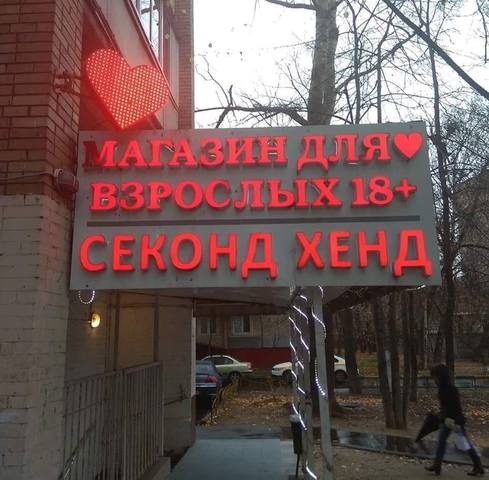 МАГАЗИН ДЛЯ
ВЗРОСЛЫХ 18+
СЕКОНД ХЕНД